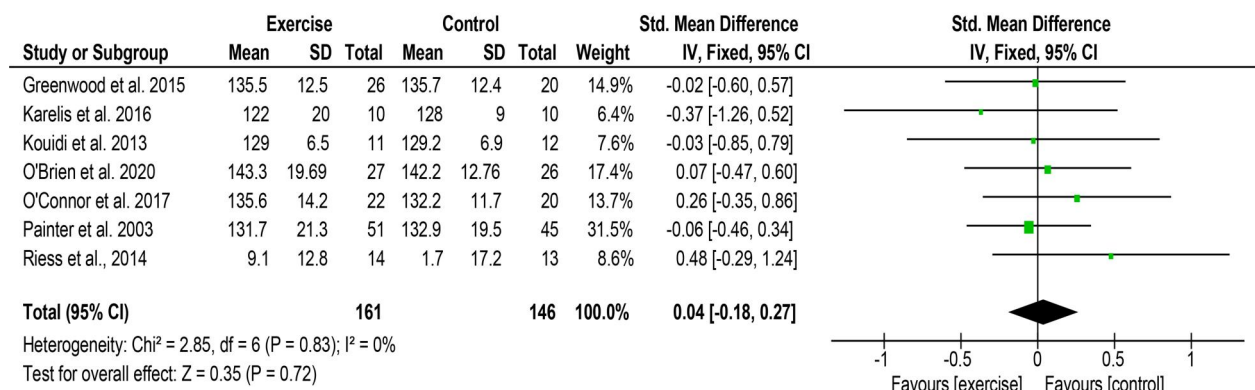 Exercise Control Std. Mean Difference Std. Mean Difference
Study or Subgroup Mean SD Total Mean SD Total Weight IV, Fixed, 95% CI IV, Fixed, 95% CI
Greenwood et al. 2015 135.5 12.5 26 135.7 12.4 20 14.9% -0.02 [-0.60, 0.57]
Karelis et al. 2016 122 20 10 128 9 10 6.4% -0.37 [-1.26, 0.52]
Kouidi et al. 2013 129 6.5 11 129.2 6.9 12 7.6% -0.03 [-0.85, 0.79]
O'Brien et al. 2020 143.3 19.69 27 142.2 12.76 26 17.4% 0.07 [-0.47, 0.60]
O'Connor et al. 2017 135.6 14.2 22 132.2 11.7 20 13.7% 0.26 [-0.35, 0.86]
Painter et al. 2003 131.7 21.3 51 132.9 19.5 45 31.5% -0.06 [-0.46, 0.34]
Riess et al., 2014 9.1 12.8 14 1.7 17.2 13 8.6% 0.48 [-0.29, 1.24]
Total (95% CI) 161 146 100.0% 0.04 [-0.18, 0.27]
Heterogeneity: Chi² = 2.85, df = 6 (P = 0.83); I² = 0%
Test for overall effect: Z = 0.35 (P = 0.72)
-1 -0.5 0 0.5 1
Favours [exercise] Favours [control]